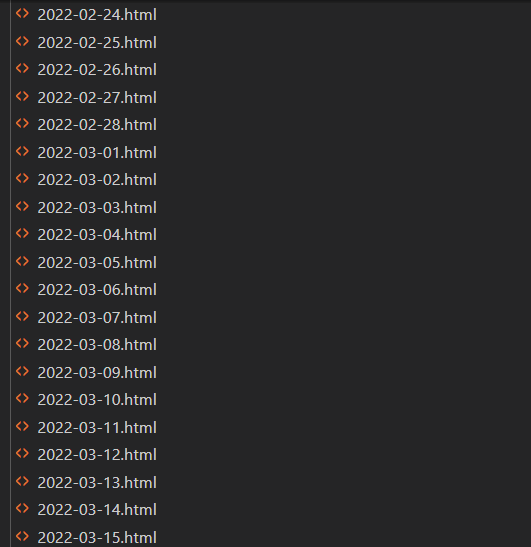 2022-02-24.html
2022-02-25.html
2022-02-26.html
2022-02-27.html
2022-02-28.html
2022-03-01.html
2022-03-02.html
2022-03-03.html
2022-03-04.html
2022-03-05.html
2022-03-06.html
2022-03-07.html
2022-03-08.html
2022-03-09.html
2022-03-10.html
2022-03-11.html
2022-03-12.html
2022-03-13.html
2022-03-14.html
2022-03-15.html